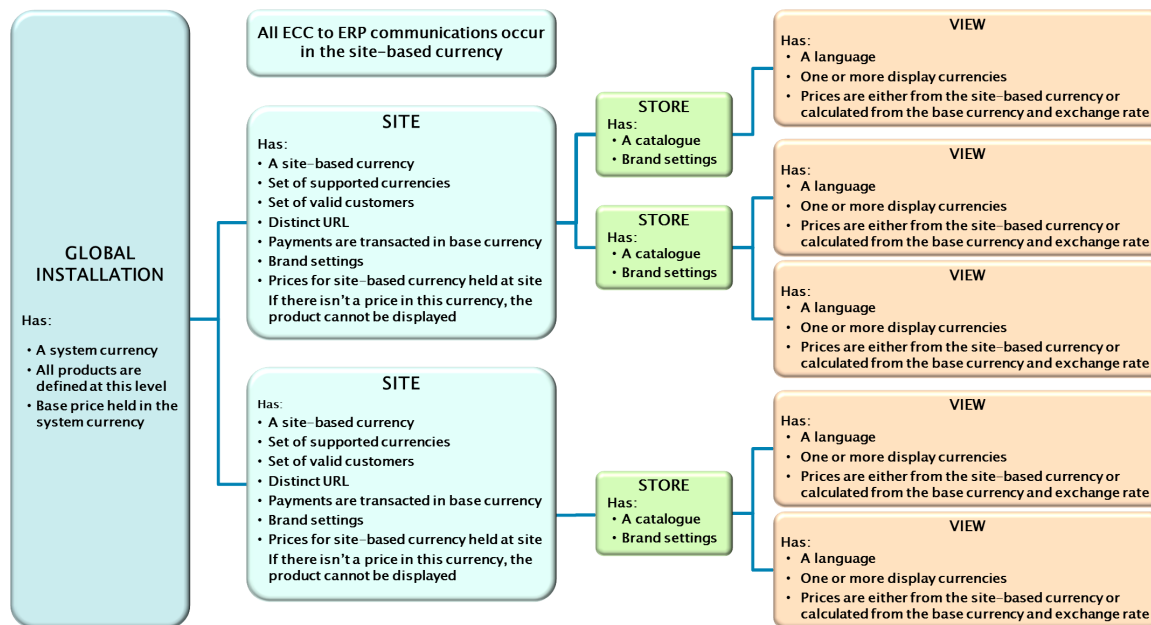 GLOBAL
INSTALLATION
Has:
• A system currency
• All products are
defined at this level
• Base price held in the
system currency
All ECC to ERP communications occur
in the site-based currency
SITE
Has:
• A site-based currency
• Set of supported currencies
• Set of valid customers
• Distinct URL
• Payments are transacted in base currency
• Brand settings
• Prices for site-based currency held at site
If there isn't a price in this currency, the
product cannot be displayed
SITE
Has:
• A site-based currency
• Set of supported currencies
• Set of valid customers
• Distinct URL
• Payments are transacted in base currency
• Brand settings
• Prices for site-based currency held at site
If there isn't a price in this currency, the
product cannot be displayed
STORE
Has:
• A catalogue
• Brand settings
STORE
Has:
• A catalogue
• Brand settings
STORE
Has:
• A catalogue
• Brand settings
VIEW
Has:
• A language
• One or more display currencies
• Prices are either from the site-based currency or
calculated from the base currency and exchange rate
VIEW
Has:
• A language
• One or more display currencies
• Prices are either from the site-based currency or
calculated from the base currency and exchange rate
VIEW
Has:
• A language
• One or more display currencies
• Prices are either from the site-based currency or
calculated from the base currency and exchange rate
VIEW
Has:
• A language
• One or more display currencies
• Prices are either from the site-based currency or
calculated from the base currency and exchange rate
VIEW
Has:
• A language
• One or more display currencies
• Prices are either from the site-based currency or
calculated from the base currency and exchange rate